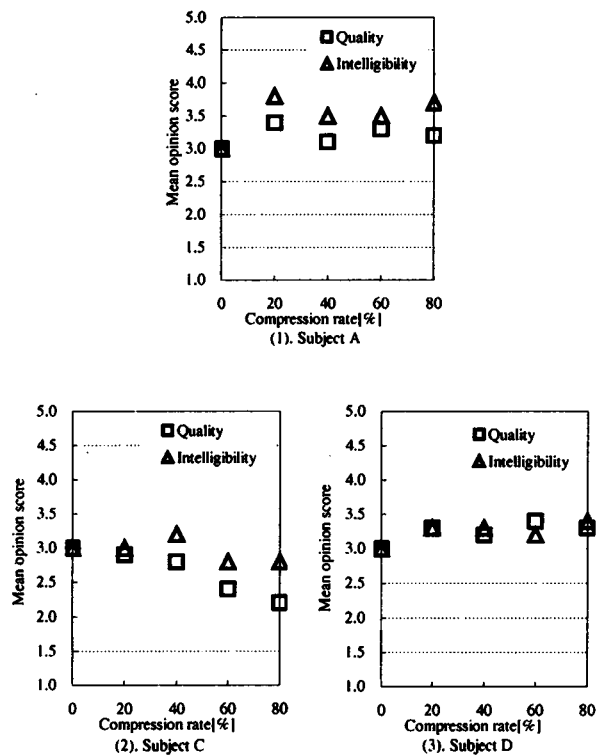 5.0
4.5
4.0
3.5
3.0
2.5
2.0
1.5
1.0
Mean opinion score
Quality
Intelligibility
0 20 40 60 80
Compression rate[%]
(1). Subject A
5.0
4.5
4.0
3.5
3.0
2.5
2.0
1.5
1.0
Mean opinion score
Quality
Intelligibility
0 20 40 60 80
Compression rate[%]
(2). Subject C
5.0
4.5
4.0
3.5
3.0
2.5
2.0
1.5
1.0
Mean opinion score
Quality
Intelligibility
0 20 40 60 80
Compression rate[%]
(3). Subject D